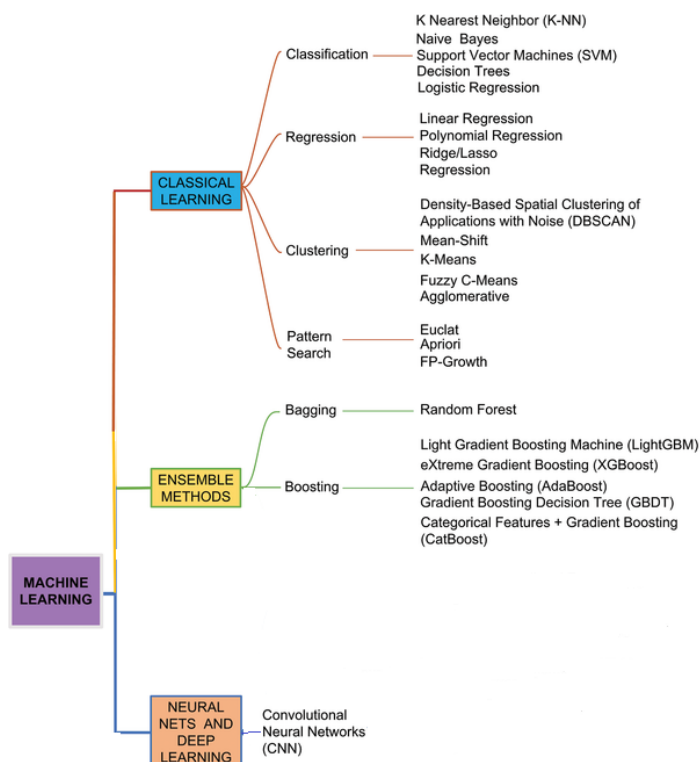 K Nearest Neighbor (K-NN)
Naive Bayes
Classification
Support Vector Machines (SVM)
Decision Trees
Logistic Regression
Linear Regression
Regression
Polynomial Regression
Ridge/Lasso
Regression
CLASSICAL
LEARNING
Density-Based Spatial Clustering of
Applications with Noise (DBSCAN)
Clustering
Mean-Shift
K-Means
Fuzzy C-Means
Agglomerative
Pattern
Search
Euclat
Apriori
FP-Growth
Bagging
Random Forest
ENSEMBLE
METHODS
Boosting
Light Gradient Boosting Machine (LightGBM)
eXtreme Gradient Boosting (XGBoost)
Adaptive Boosting (AdaBoost)
Gradient Boosting Decision Tree (GBDT)
Categorical Features + Gradient Boosting
(CatBoost)
MACHINE
LEARNING
NEURAL
NETS AND
DEEP
LEARNING
Convolutional
Neural Networks
(CNN)